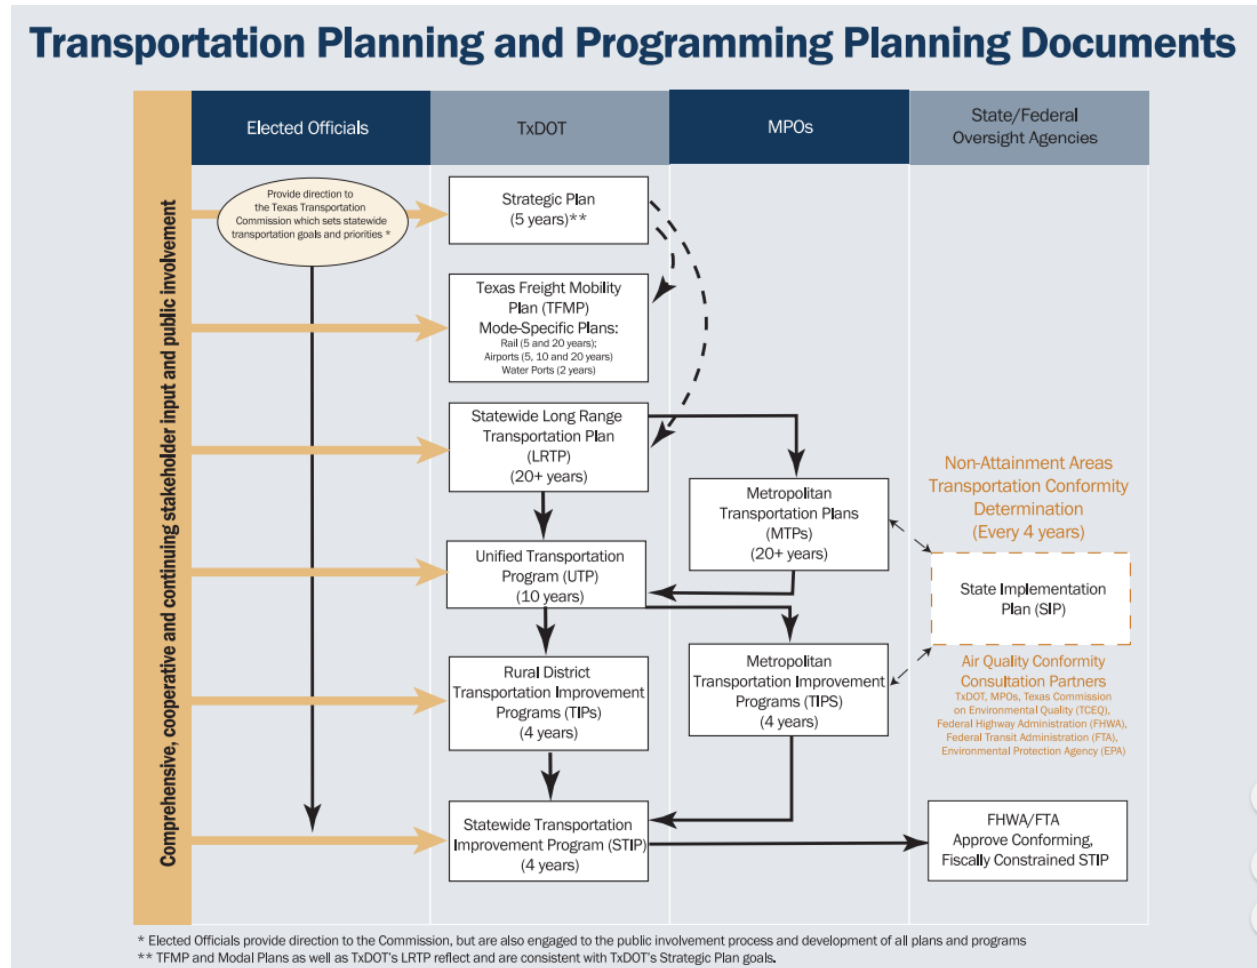 Transportation Planning and Programming Planning Documents
Elected Officials
TxDOT
MPOs
State/Federal
Oversight Agencies
Comprehensive, cooperative and continuing stakeholder input and public involvement
Provide direction to
the Texas Transportation
Commission which sets statewide
transportation goals and priorities *
Strategic Plan
(5 years)**
Texas Freight Mobility
Plan (TFMP)
Mode-Specific Plans:
Rail (5 and 20 years);
Airports (5, 10 and 20 years)
Water Ports (2 years)
Statewide Long Range
Transportation Plan
(LRTP)
(20+ years)
Metropolitan
Transportation Plans
(MTPs)
(20+ years)
Non-Attainment Areas
Transportation Conformity
Determination
(Every 4 years)
Unified Transportation
Program (UTP)
(10 years)
State Implementation
Plan (SIP)
Rural District
Transportation Improvement
Programs (TIPs)
(4 years)
Metropolitan
Transportation Improvement
Programs (TIPS)
(4 years)
Air Quality Conformity
Consultation Partners
TxDOT, MPOs, Texas Commission
on Environmental Quality (TCEQ),
Federal Highway Administration (FHWA),
Federal Transit Administration (FTA),
Environmental Protection Agency (EPA)
Statewide Transportation
Improvement Program (STIP)
(4 years)
FHWA/FTA
Approve Conforming,
Fiscally Constrained STIP
* Elected Officials provide direction to the Commission, but are also engaged to the public involvement process and development of all plans and programs
** TFMP and Modal Plans as well as TxDOT's LRTP reflect and are consistent with TxDOT's Strategic Plan goals.